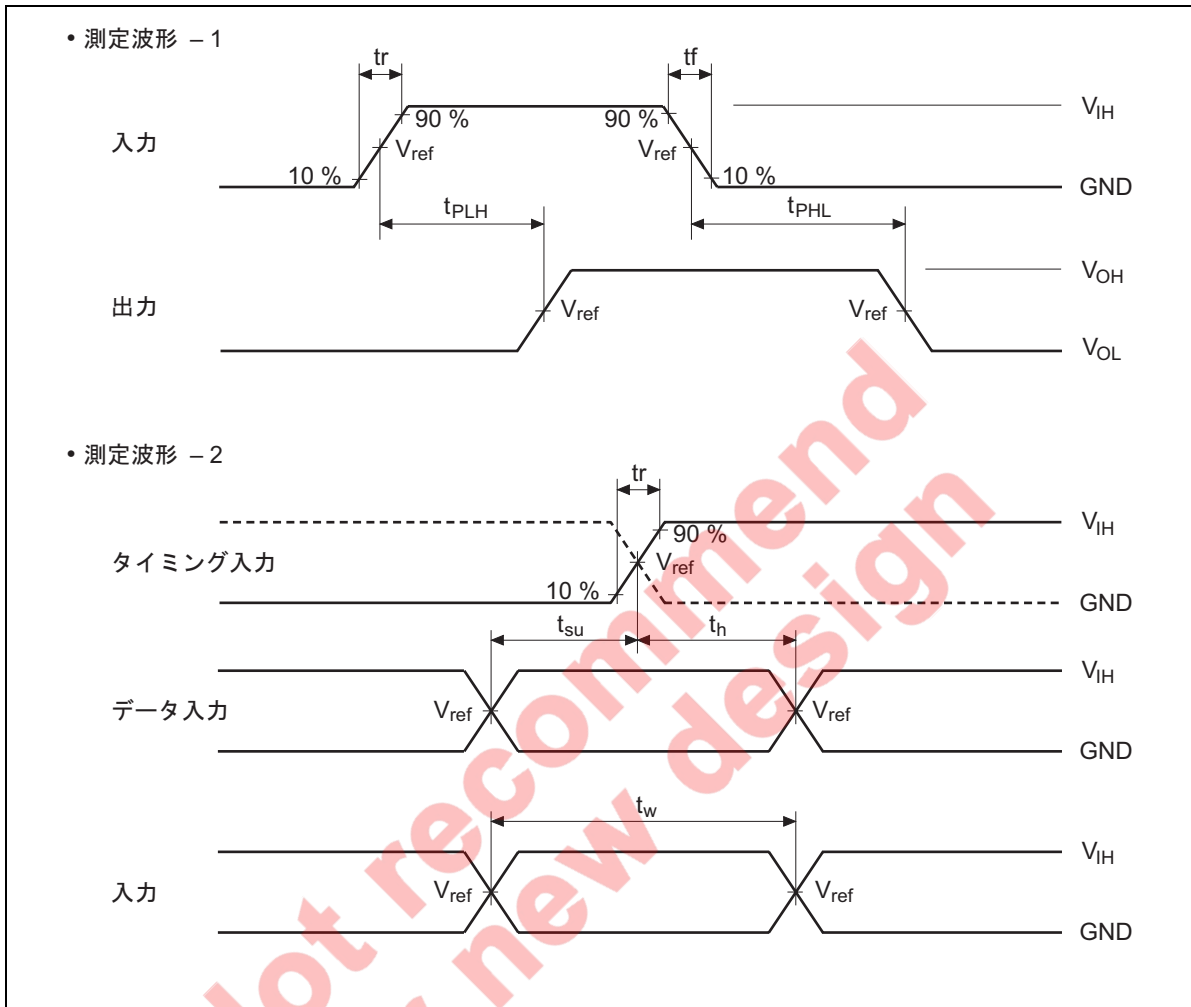 • 測定波形 – 1
tr
tf
入力
90 %
90 %
V_IH
V_ref
V_ref
10 %
10 %
GND
t_PLH
t_PHL
出力
V_OH
V_ref
V_ref
V_OL
• 測定波形 – 2
tr
タイミング入力
V_IH
90 %
V_ref
10 %
GND
t_su
t_h
データ入力
V_IH
V_ref
V_ref
GND
t_w
入力
V_IH
V_ref
V_ref
GND
recommend
new design